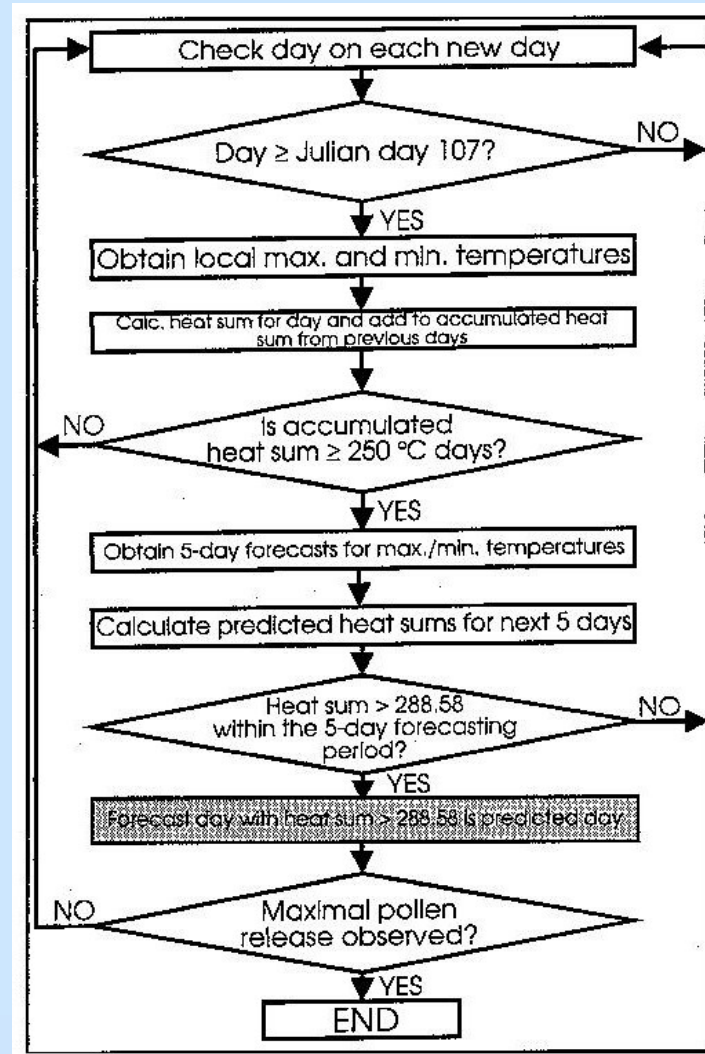 Check day on each new day
Day ≥ Julian day 107?
NO
YES
Obtain local max. and min. temperatures
Calc. heat sum for day and add to accumulated heat
sum from previous days
NO
Is accumulated
heat sum ≥ 250 °C days?
YES
Obtain 5-day forecasts for max./min. temperatures
Calculate predicted heat sums for next 5 days
Heat sum > 288.58
within the 5-day forecasting
period?
NO
YES
Forecast day with heat sum > 288.58 is predicted day
NO
Maximal pollen
release observed?
YES
END